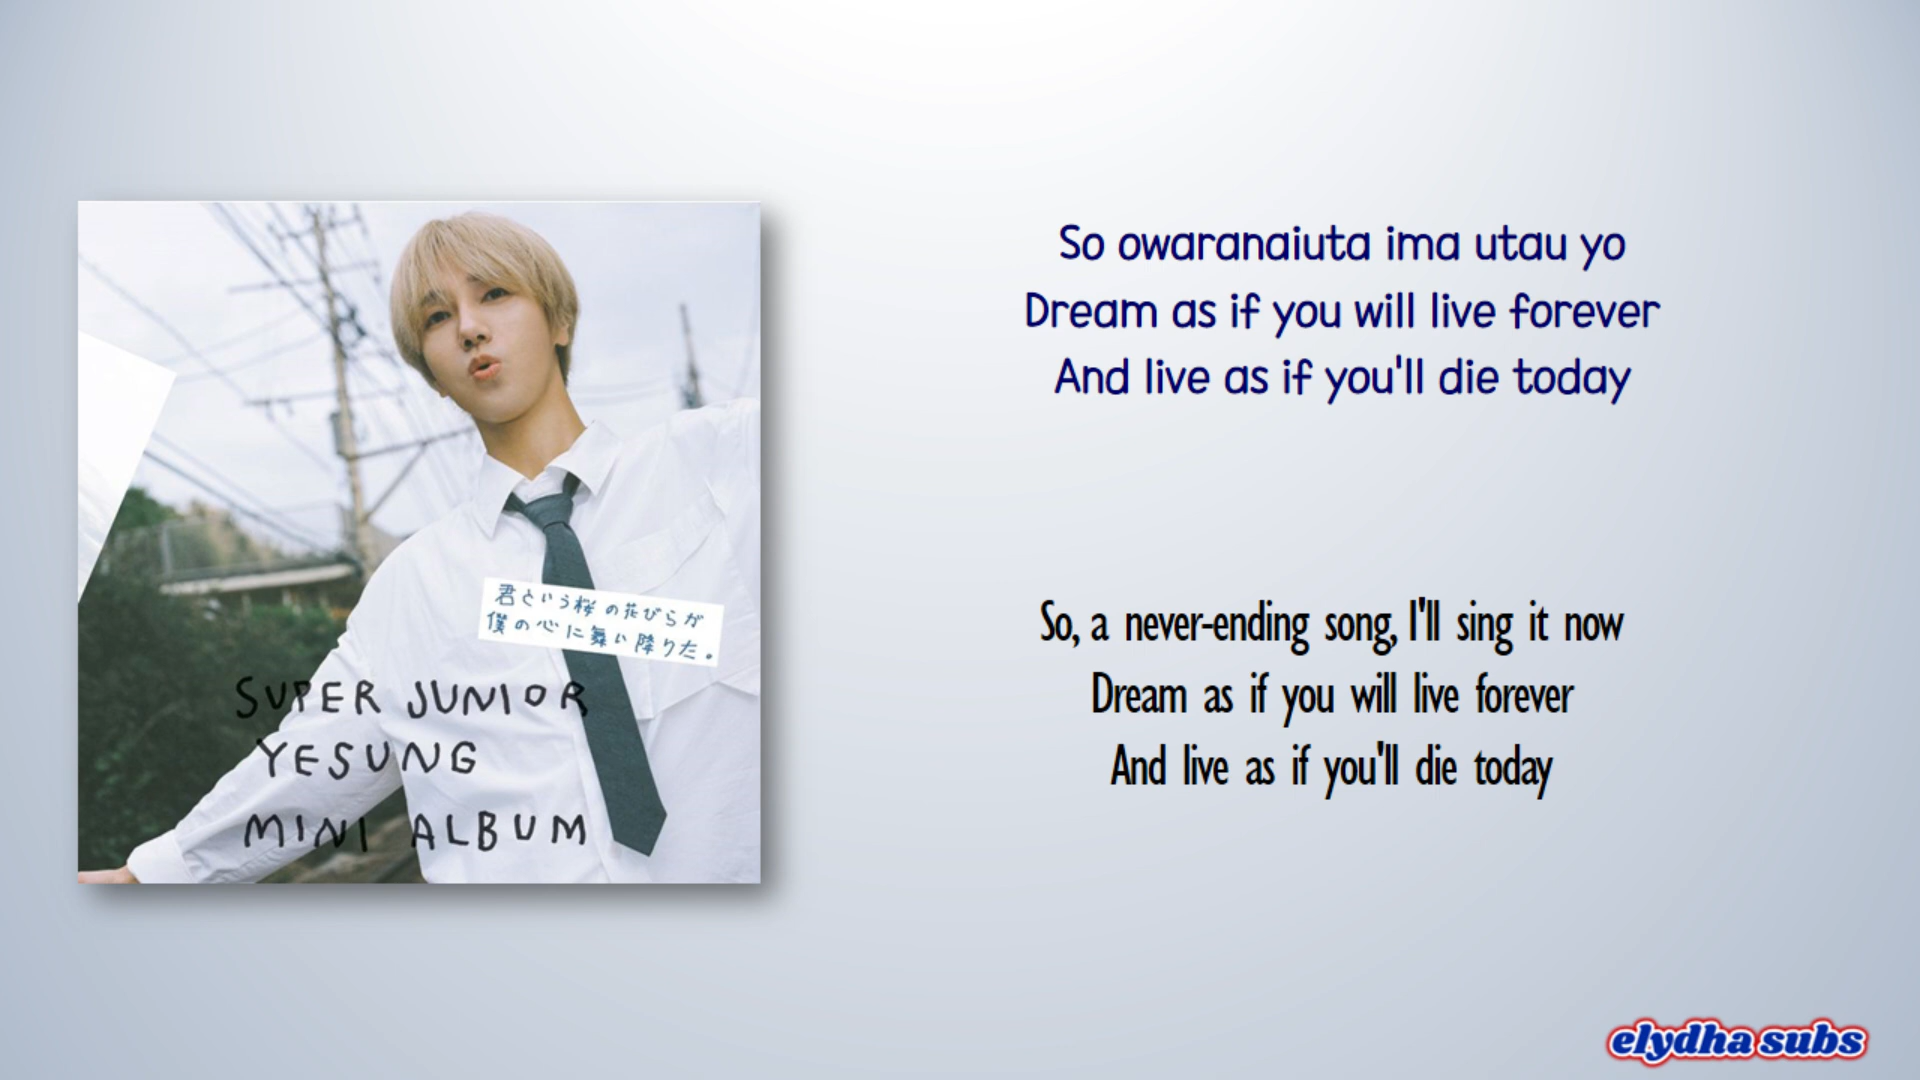 君という桜の花びらが
僕の心に舞い降りた。
SUPER JUNIOR
YESUNG
MINI ALBUM
So owaranaiuta ima utau yo
Dream as if you will live forever
And live as if you'll die today
So, a never-ending song, I'll sing it now
Dream as if you will live forever
And live as if you'll die today
elydha subs